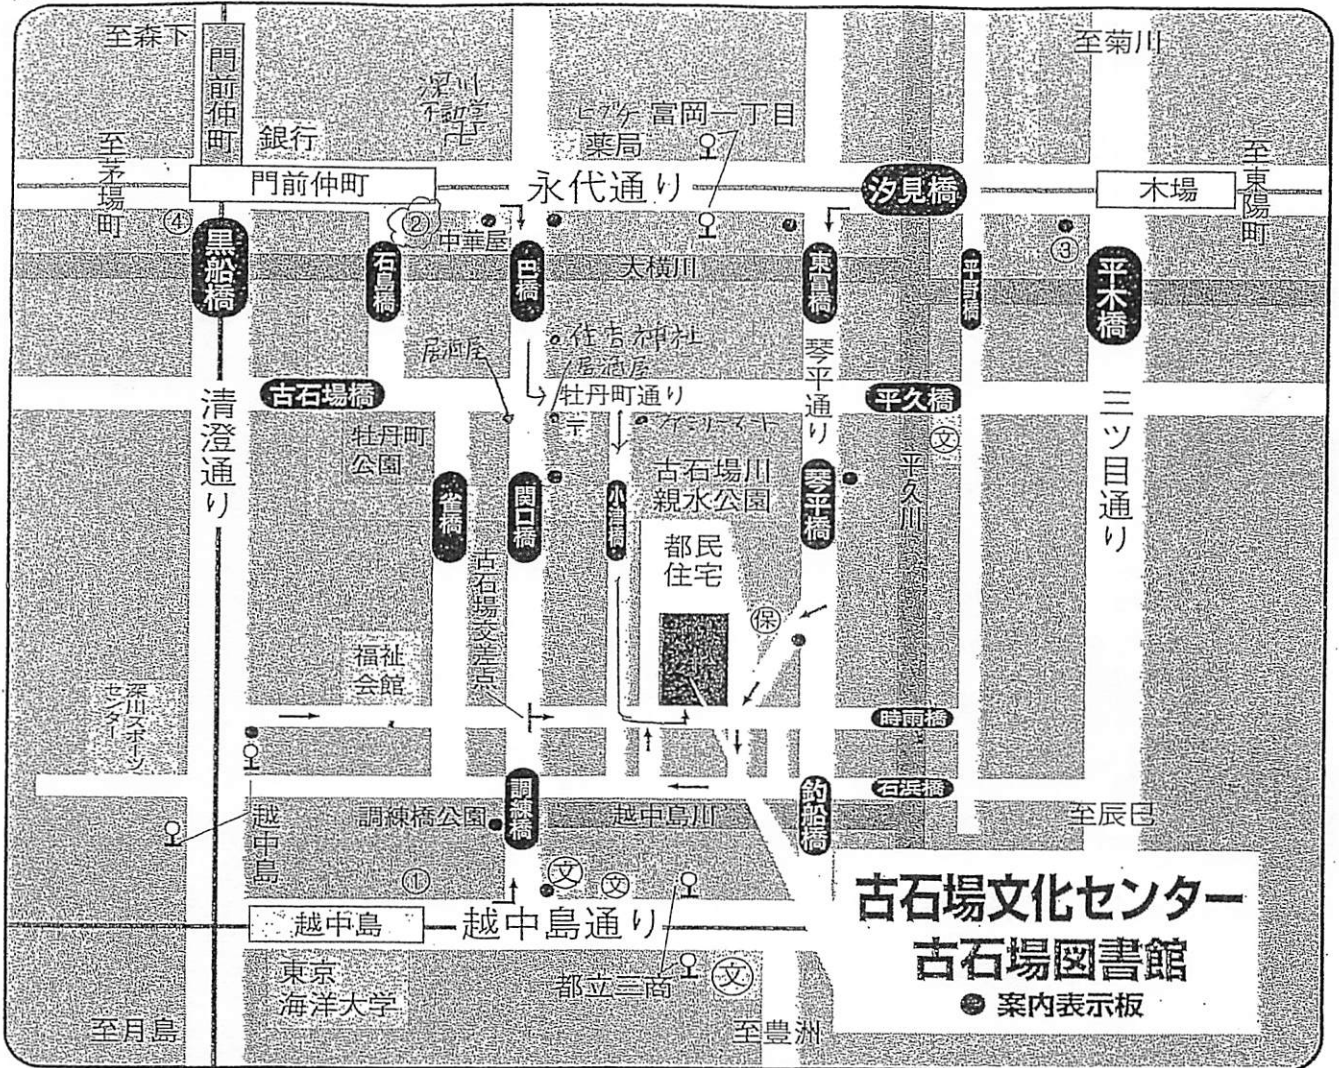 至森下
門前仲町
至菊川
深川
不動堂
ヒグチ
薬局
富岡一丁目
銀行
至茅場町
門前仲町
永代通り
汐見橋
木場
至東陽町
④
②
中華屋
③
黒船橋
石島橋
巴橋
大横川
東富橋
平野橋
平木橋
居酒屋
住吉神社
居酒屋
古石場橋
牡丹町通り
琴平通り
平久橋
清澄通り
牡丹町
公園
〒
ファミリーマート
文
三ツ目通り
古石場川
親水公園
平久川
雀橋
関口橋
小津橋
琴平橋
都民
住宅
古石場交差点
保
福祉
会館
深川スポーツ
センター
時雨橋
調練橋
石浜橋
釣船橋
調練橋公園
越中島川
至辰巳
越中島
①
文
文
越中島
越中島通り
古石場文化センター
古石場図書館
● 案内表示板
東京
海洋大学
都立三商
文
至月島
至豊洲